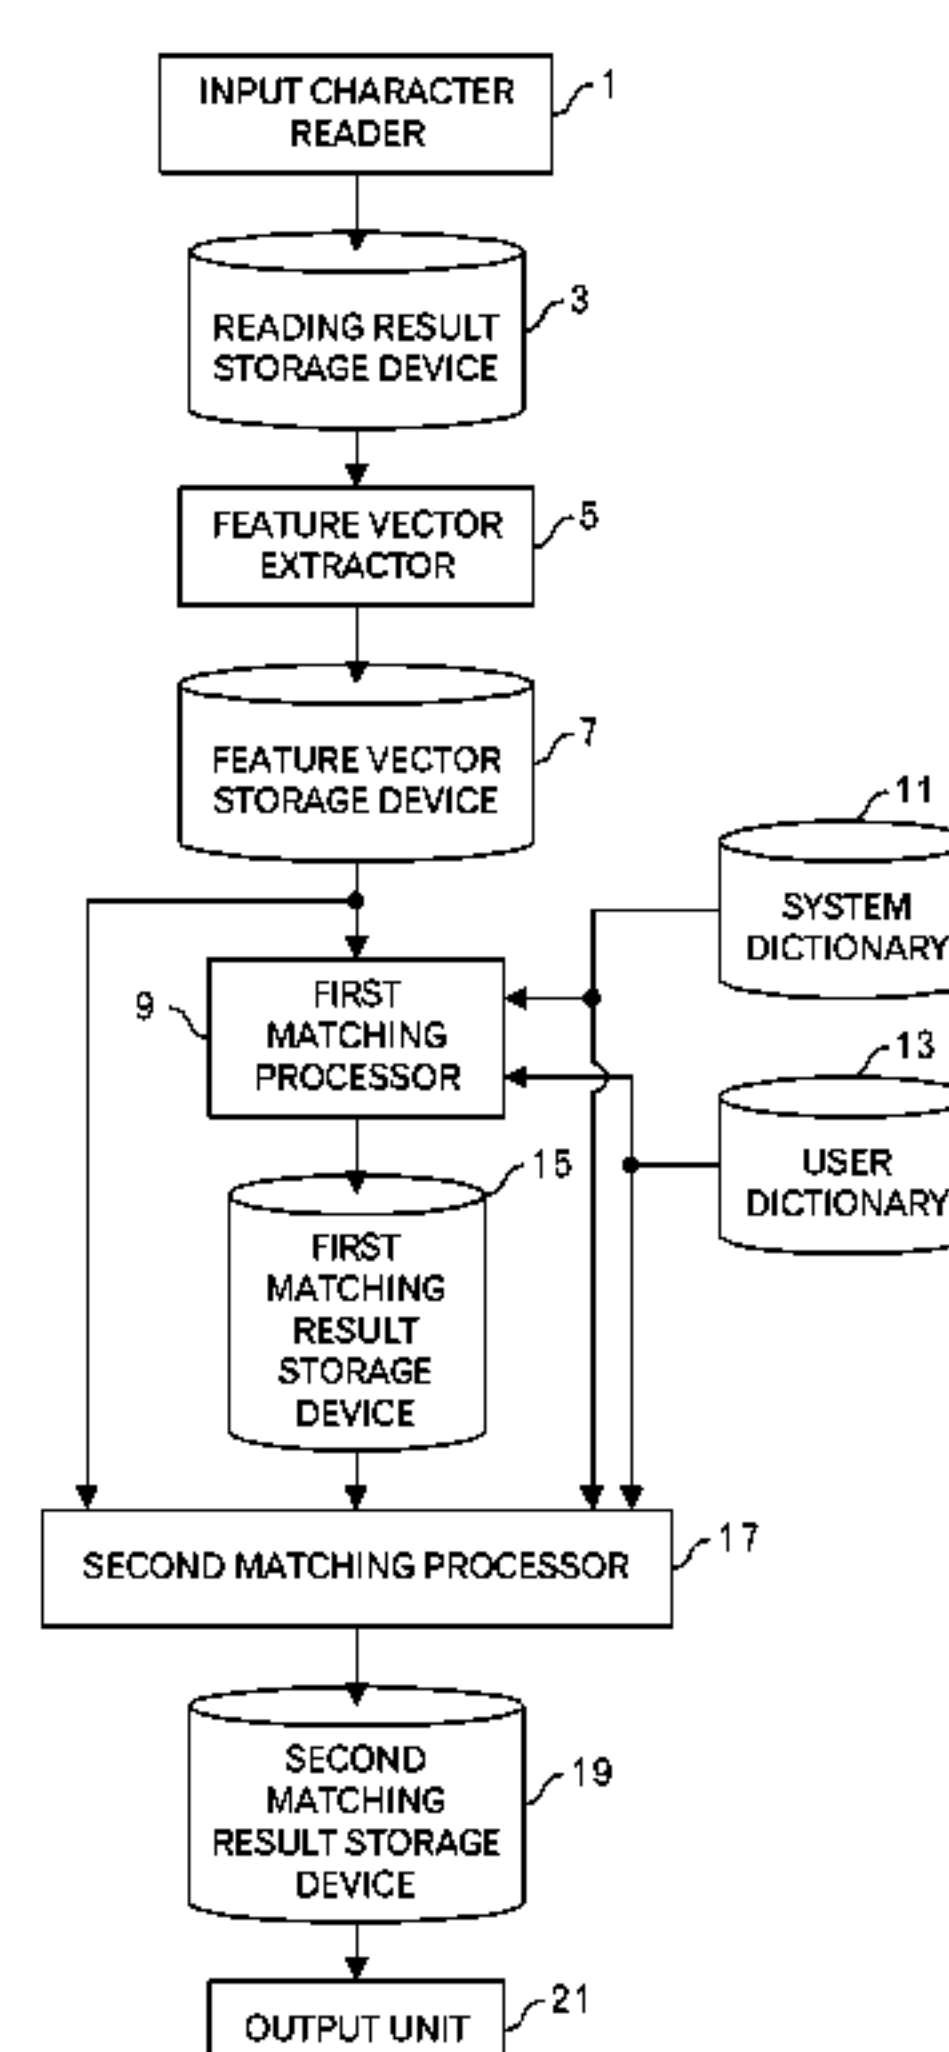 INPUT CHARACTER
READER
1
READING RESULT
STORAGE DEVICE
3
FEATURE VECTOR
EXTRACTOR
5
FEATURE VECTOR
STORAGE DEVICE
7
11
SYSTEM
DICTIONARY
9
FIRST
MATCHING
PROCESSOR
13
USER
DICTIONARY
15
FIRST
MATCHING
RESULT
STORAGE
DEVICE
SECOND MATCHING PROCESSOR
17
SECOND
MATCHING
RESULT STORAGE
DEVICE
19
OUTPUT UNIT
21